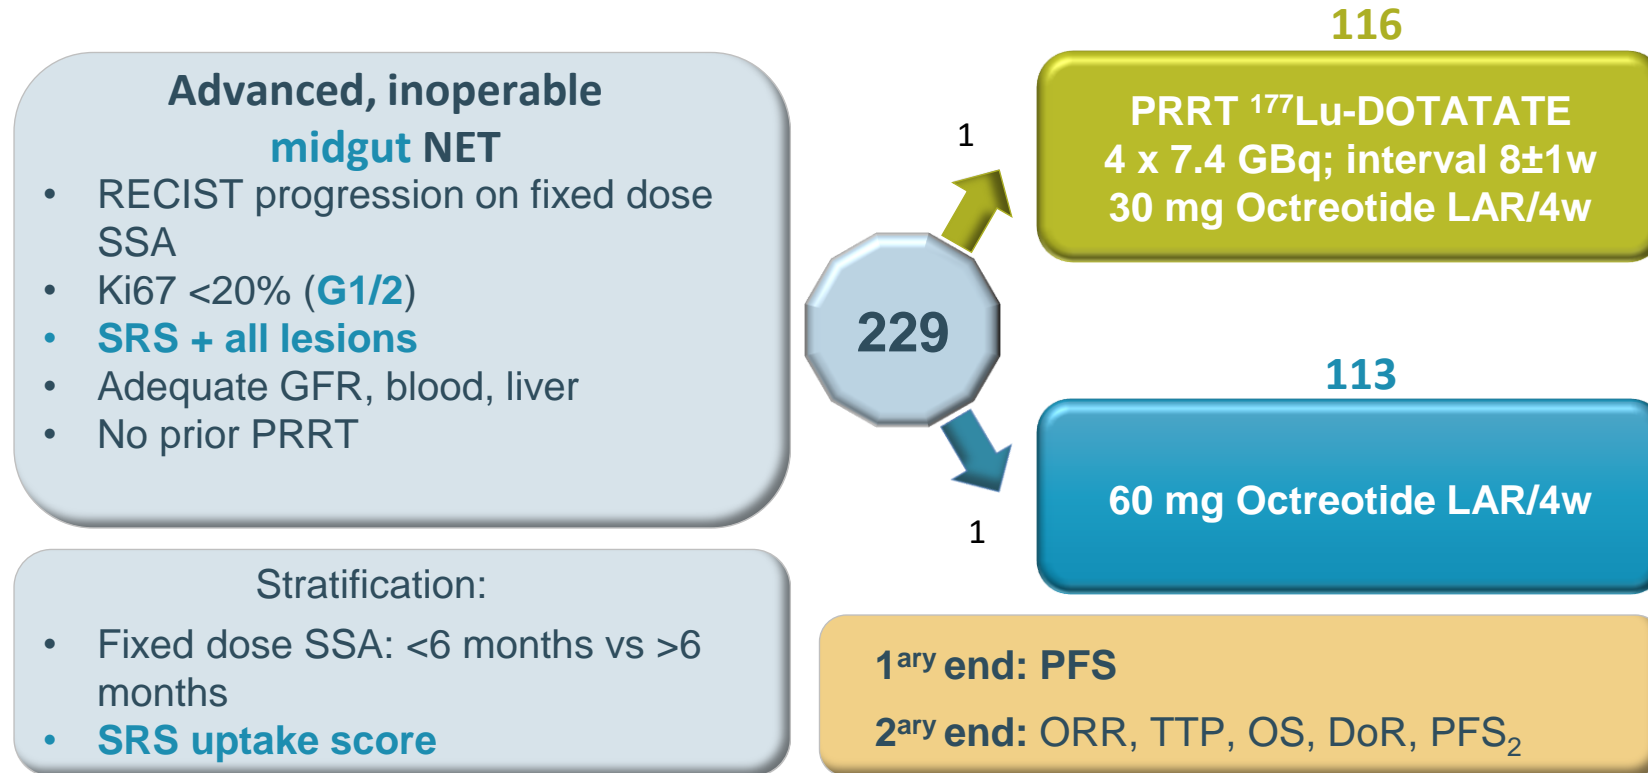 Advanced, inoperable
midgut NET
• RECIST progression on fixed dose
SSA
• Ki67 <20% (G1/2)
• SRS + all lesions
• Adequate GFR, blood, liver
• No prior PRRT
Stratification:
• Fixed dose SSA: <6 months vs >6
months
• SRS uptake score
229
1
1
116
PRRT ¹⁷⁷Lu-DOTATATE
4 x 7.4 GBq; interval 8±1w
30 mg Octreotide LAR/4w
113
60 mg Octreotide LAR/4w
1ary end: PFS
2ary end: ORR, TTP, OS, DoR, PFS₂